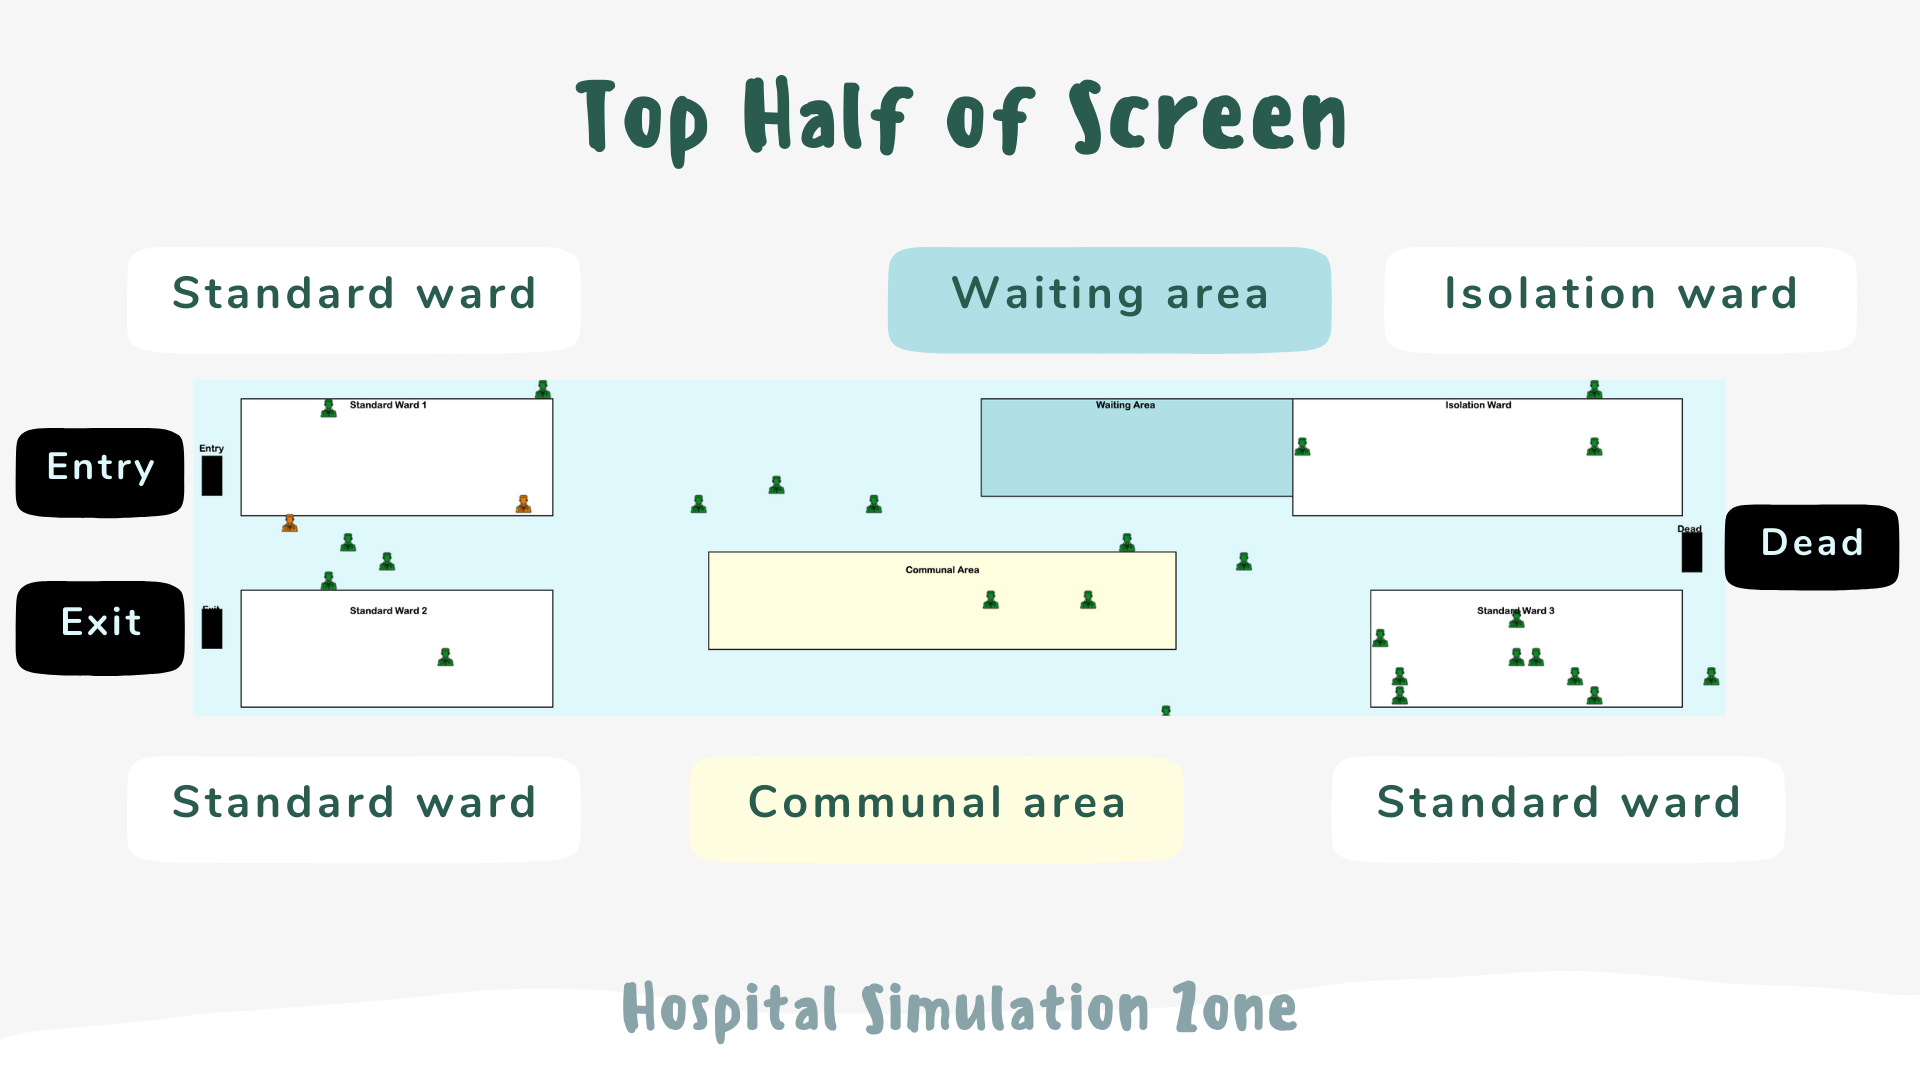 Top Half of Screen
Standard ward
Waiting area
Isolation ward
Standard Ward 1
Waiting Area
Isolation Ward
Entry
Entry
Dead
Dead
Communal Area
Exit
Exit
Standard Ward 2
Standard Ward 3
Standard ward
Communal area
Standard ward
Hospital Simulation Zone